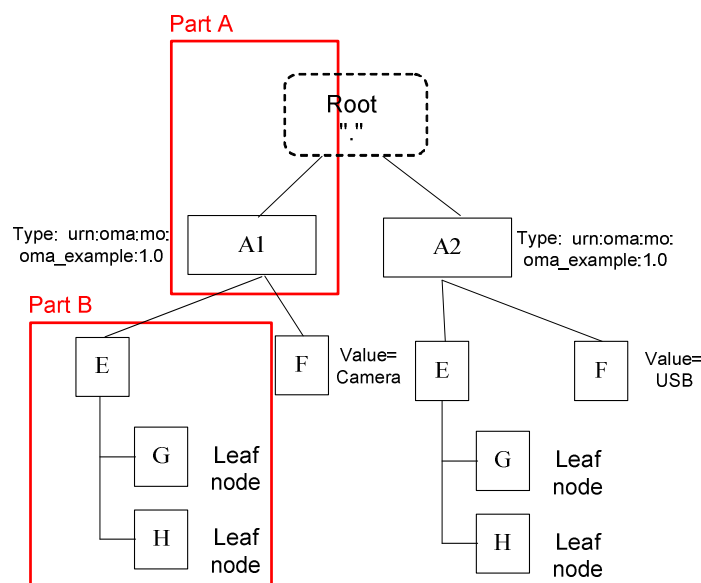 Part A
Root
"."
Type: urn:oma:mo:
oma_example:1.0
A1
A2
Type: urn:oma:mo:
oma_example:1.0
Part B
E
F
Value=
Camera
E
F
Value=
USB
G
Leaf
node
H
Leaf
node
G
Leaf
node
H
Leaf
node